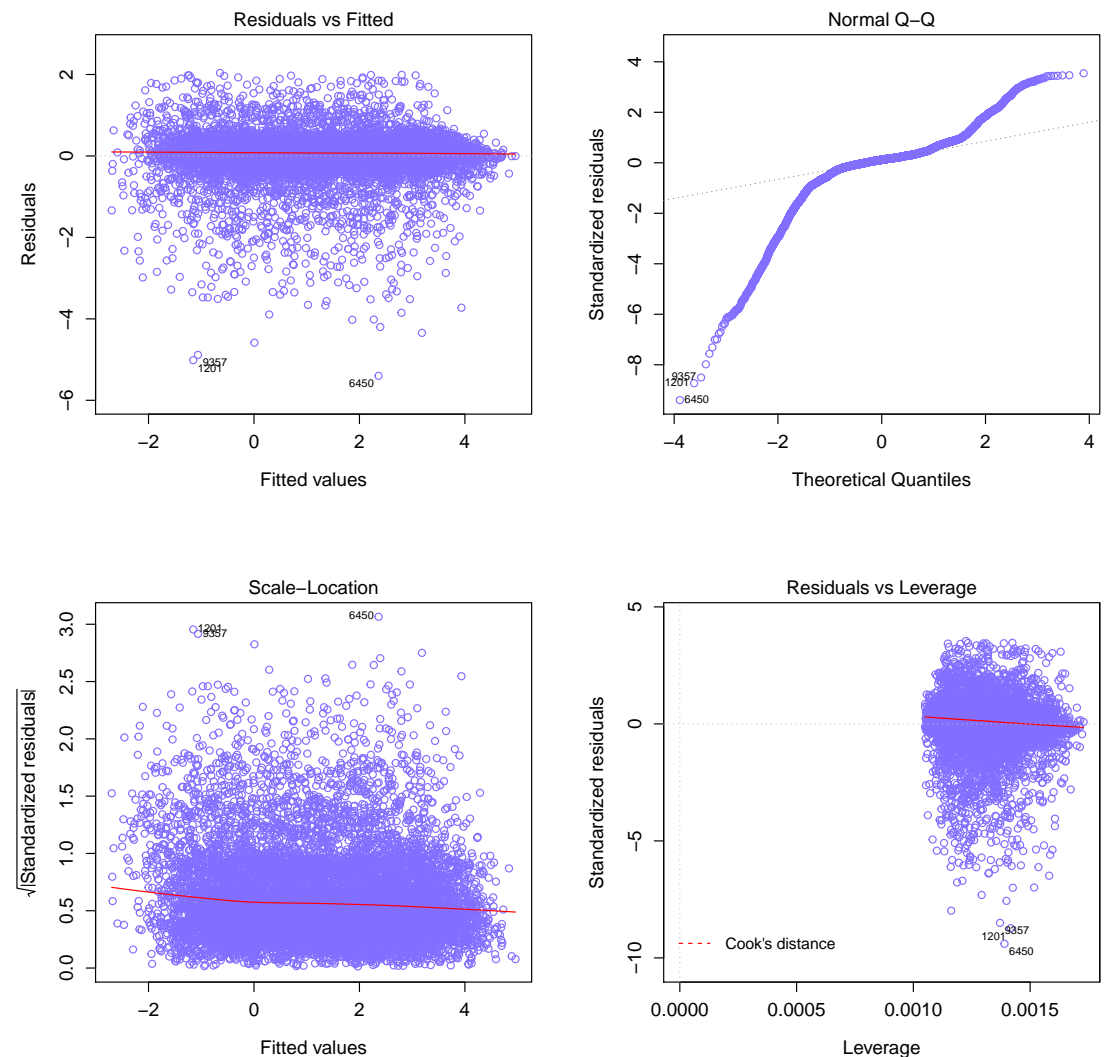 Residuals vs Fitted
Residuals
2
0
−2
−4
−6
9357
1201
6450
−2 0 2 4
Fitted values
Normal Q−Q
Standardized residuals
4
2
0
−2
−4
−6
−8
9357
1201
6450
−4 −2 0 2 4
Theoretical Quantiles
Scale−Location
√|Standardized residuals|
3.0
2.5
2.0
1.5
1.0
0.5
0.0
1201
9357
6450
−2 0 2 4
Fitted values
Residuals vs Leverage
Standardized residuals
5
0
−5
−10
9357
1201
6450
Cook's distance
0.0000 0.0005 0.0010 0.0015
Leverage